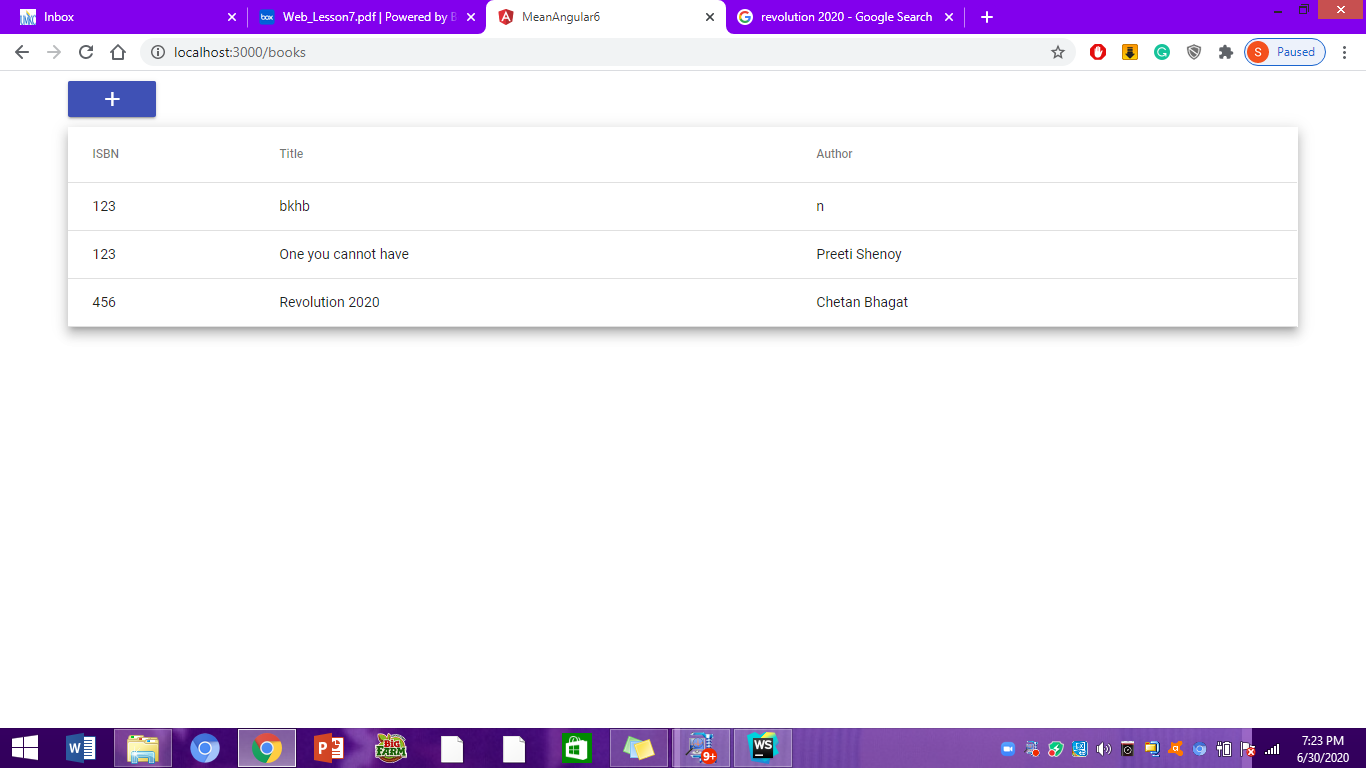 Inbox
box Web_Lesson7.pdf | Powered by B
MeanAngular6
revolution 2020 - Google Search
localhost:3000/books
S Paused
+
ISBN Title Author
123 bkhb n
123 One you cannot have Preeti Shenoy
456 Revolution 2020 Chetan Bhagat
BIG FARM
9+
WS
7:23 PM
6/30/2020